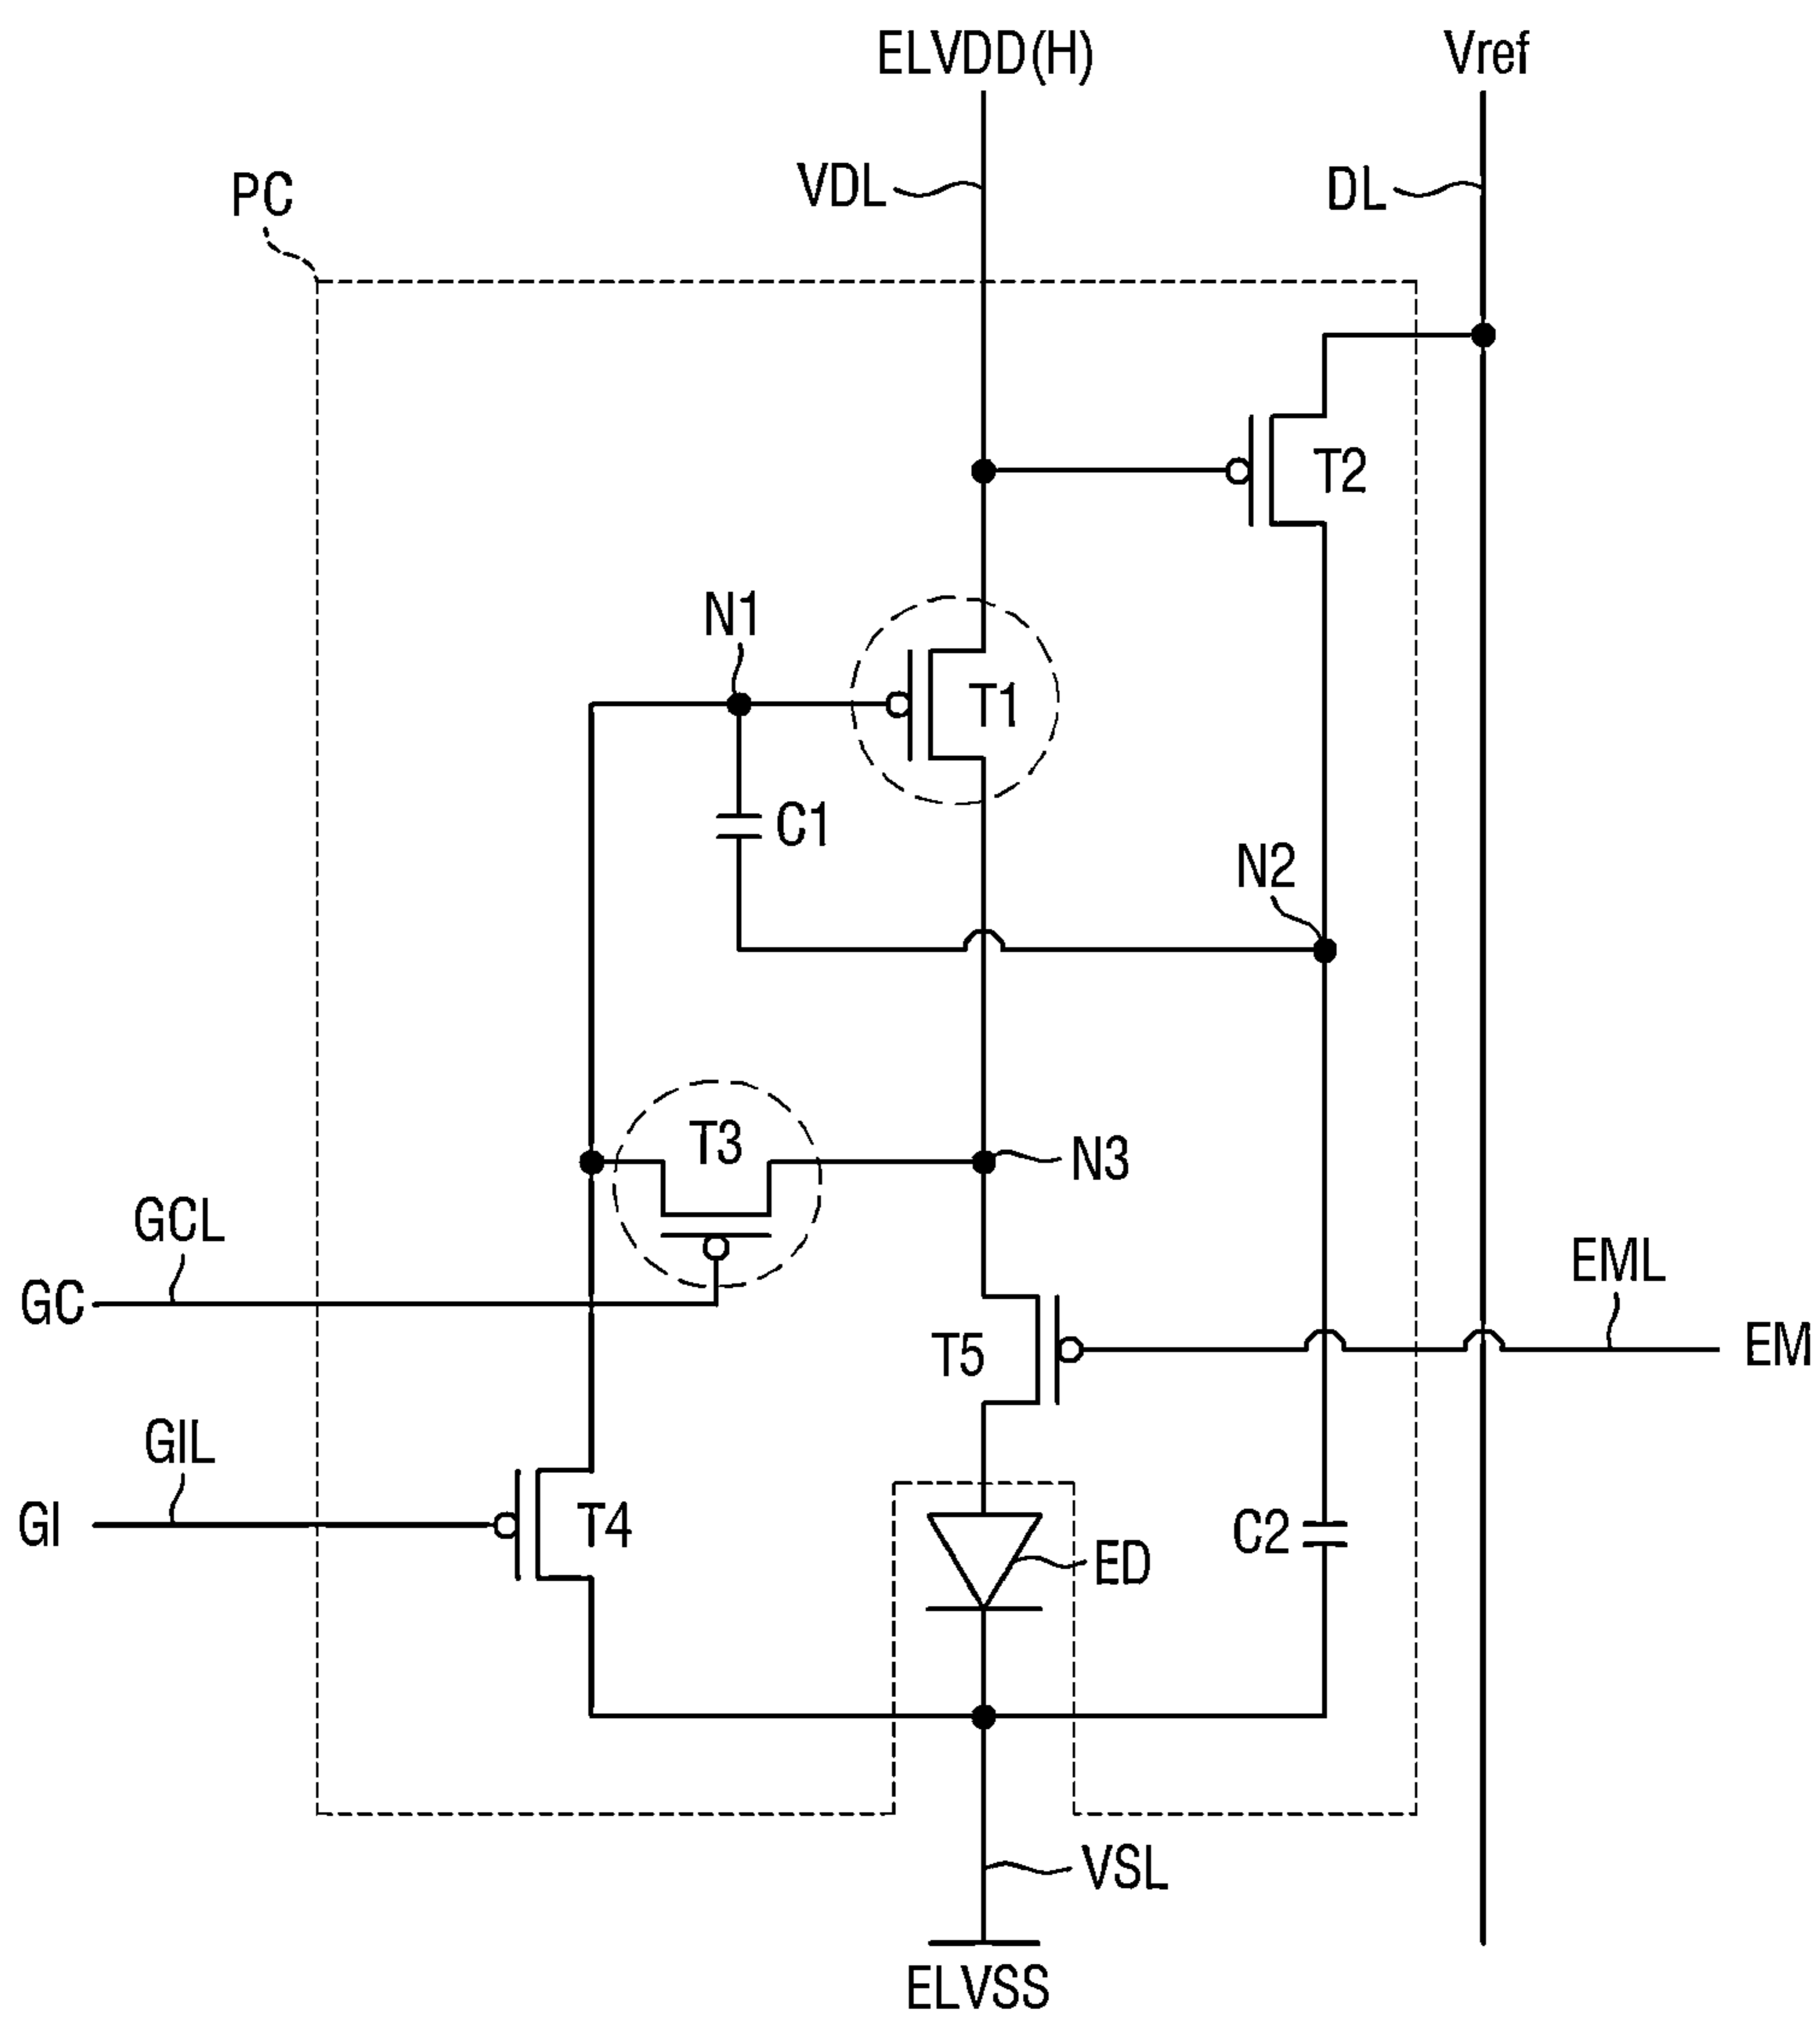 ELVDD(H)
Vref
VDL
DL
PC
T2
N1
T1
C1
N2
T3
N3
GCL
GC
EML
EM
T5
GIL
GI
T4
C2
ED
VSL
ELVSS